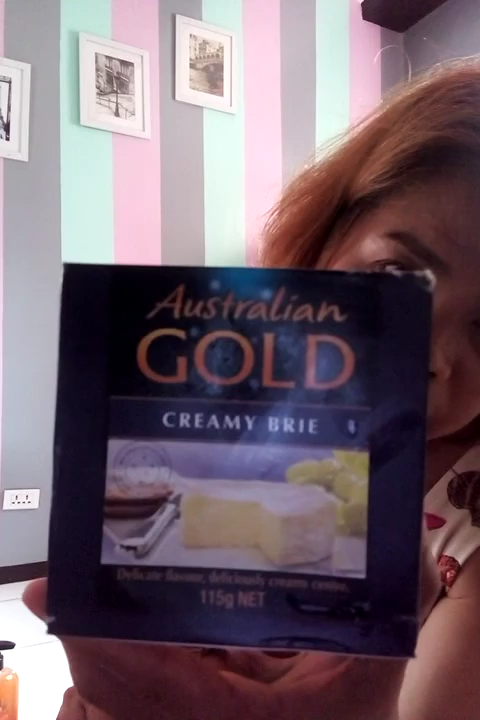 Australian
GOLD
CREAMY BRIE
Delicate flavour, deliciously creamy centre.
115g NET